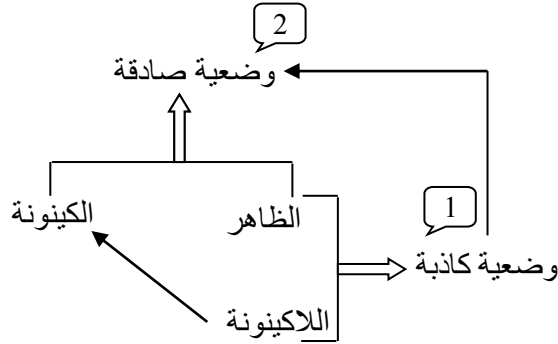 2
وضعية صادقة
الظاهر
الكينونة
1
وضعية كاذبة
اللاكينونة